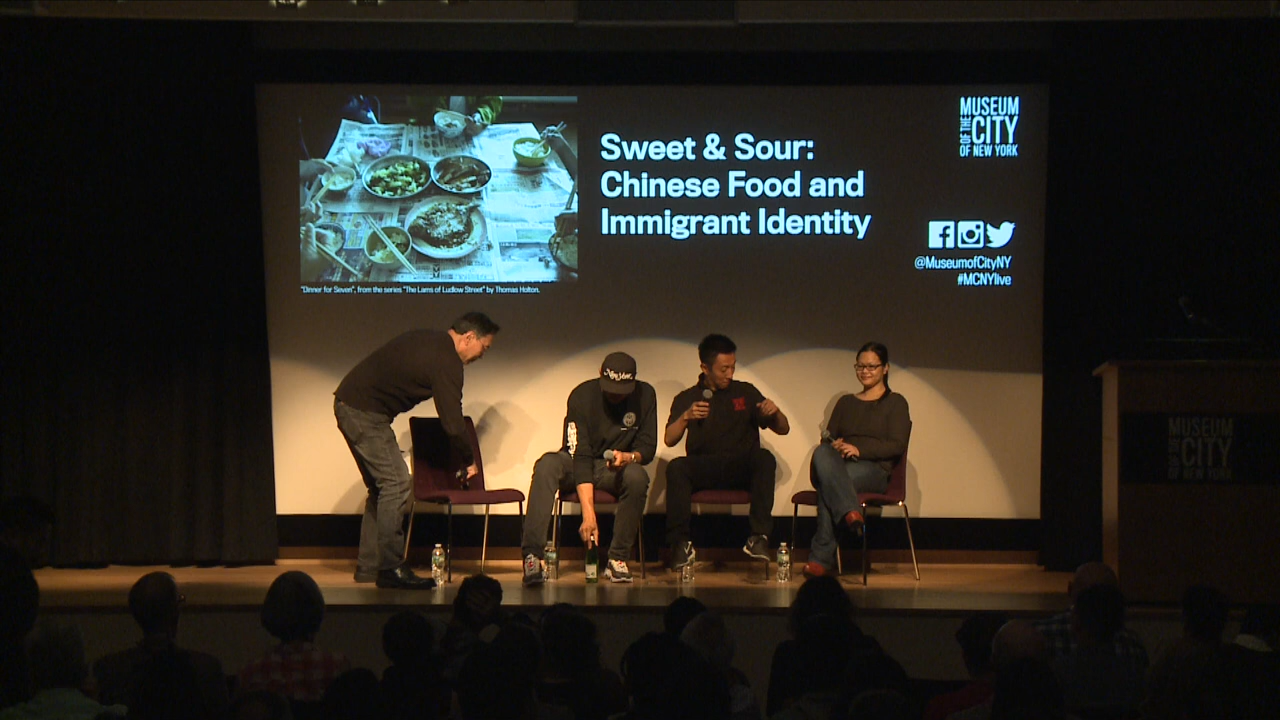 Sweet & Sour:
Chinese Food and
Immigrant Identity
MUSEUM
OF THE CITY
OF NEW YORK
@MuseumofCityNY
#MCNYlive
"Dinner for Seven", from the series "The Lams of Ludlow Street" by Thomas Holton.
MUSEUM
OF THE CITY
OF NEW YORK